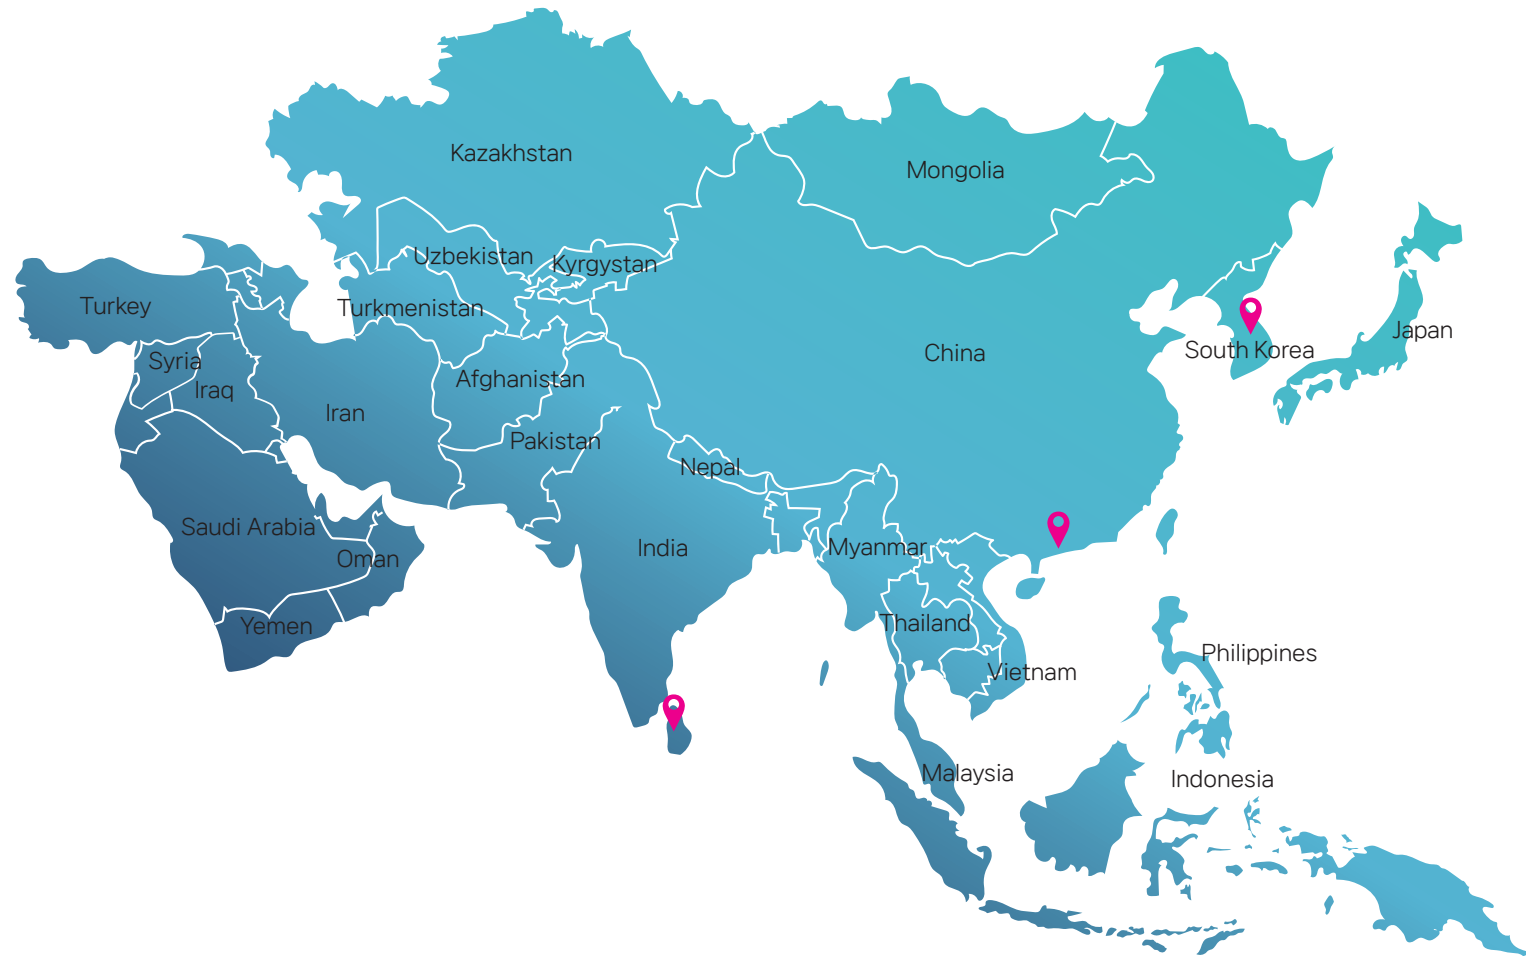 Kazakhstan
Mongolia
Uzbekistan
Kyrgystan
Turkey
Turkmenistan
Japan
South Korea
China
Syria
Iraq
Afghanistan
Iran
Pakistan
Nepal
Saudi Arabia
Oman
India
Myanmar
Yemen
Thailand
Philippines
Vietnam
Malaysia
Indonesia